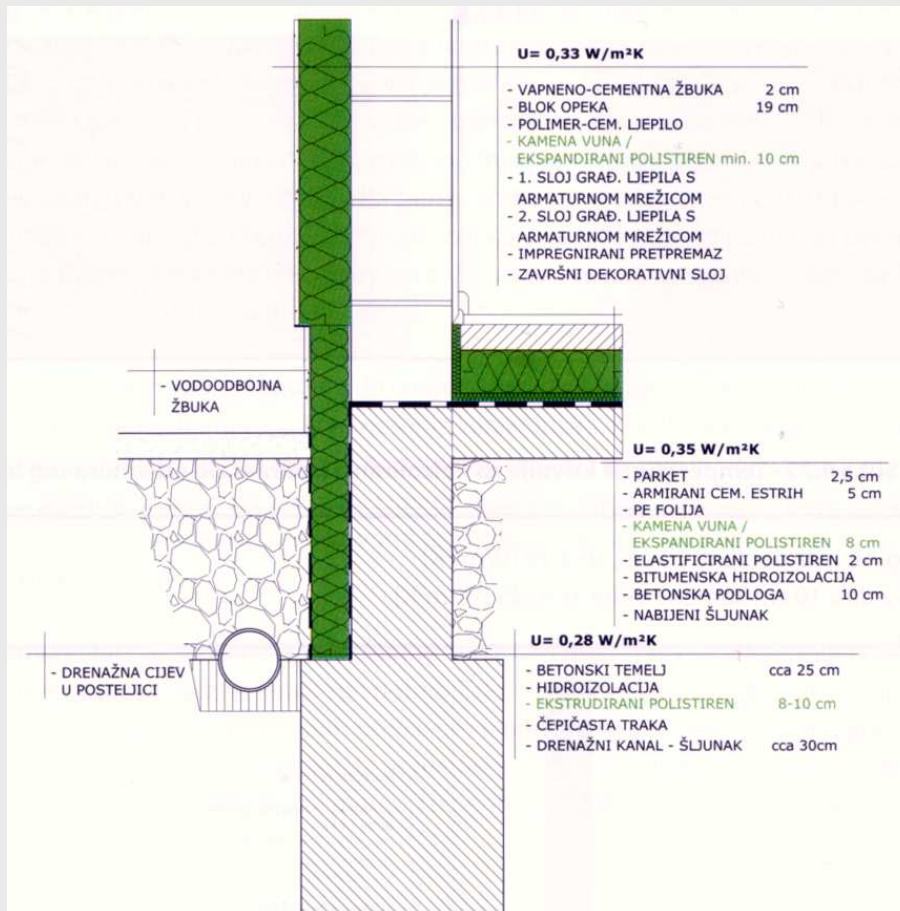 U= 0,33 W/m²K
- VAPNENO-CEMENTNA ŽBUKA 2 cm
- BLOK OPEKA 19 cm
- POLIMER-CEM. LJEPILO
- KAMENA VUNA /
EKSPANDIRANI POLISTIREN min. 10 cm
- 1. SLOJ GRAĐ. LJEPILA S
ARMATURNOM MREŽICOM
- 2. SLOJ GRAĐ. LJEPILA S
ARMATURNOM MREŽICOM
- IMPREGNIRANI PRETPREMAZ
- ZAVRŠNI DEKORATIVNI SLOJ
- VODOODBOJNA
ŽBUKA
U= 0,35 W/m²K
- PARKET 2,5 cm
- ARMIRANI CEM. ESTRIH 5 cm
- PE FOLIJA
- KAMENA VUNA /
EKSPANDIRANI POLISTIREN 8 cm
- ELASTIFICIRANI POLISTIREN 2 cm
- BITUMENSKA HIDROIZOLACIJA
- BETONSKA PODLOGA 10 cm
- NABIJENI ŠLJUNAK
U= 0,28 W/m²K
- BETONSKI TEMELJ cca 25 cm
- HIDROIZOLACIJA
- EKSTRUDIRANI POLISTIREN 8-10 cm
- ČEPIČASTA TRAKA
- DRENAŽNI KANAL - ŠLJUNAK cca 30cm
- DRENAŽNA CIJEV
U POSTELJICI